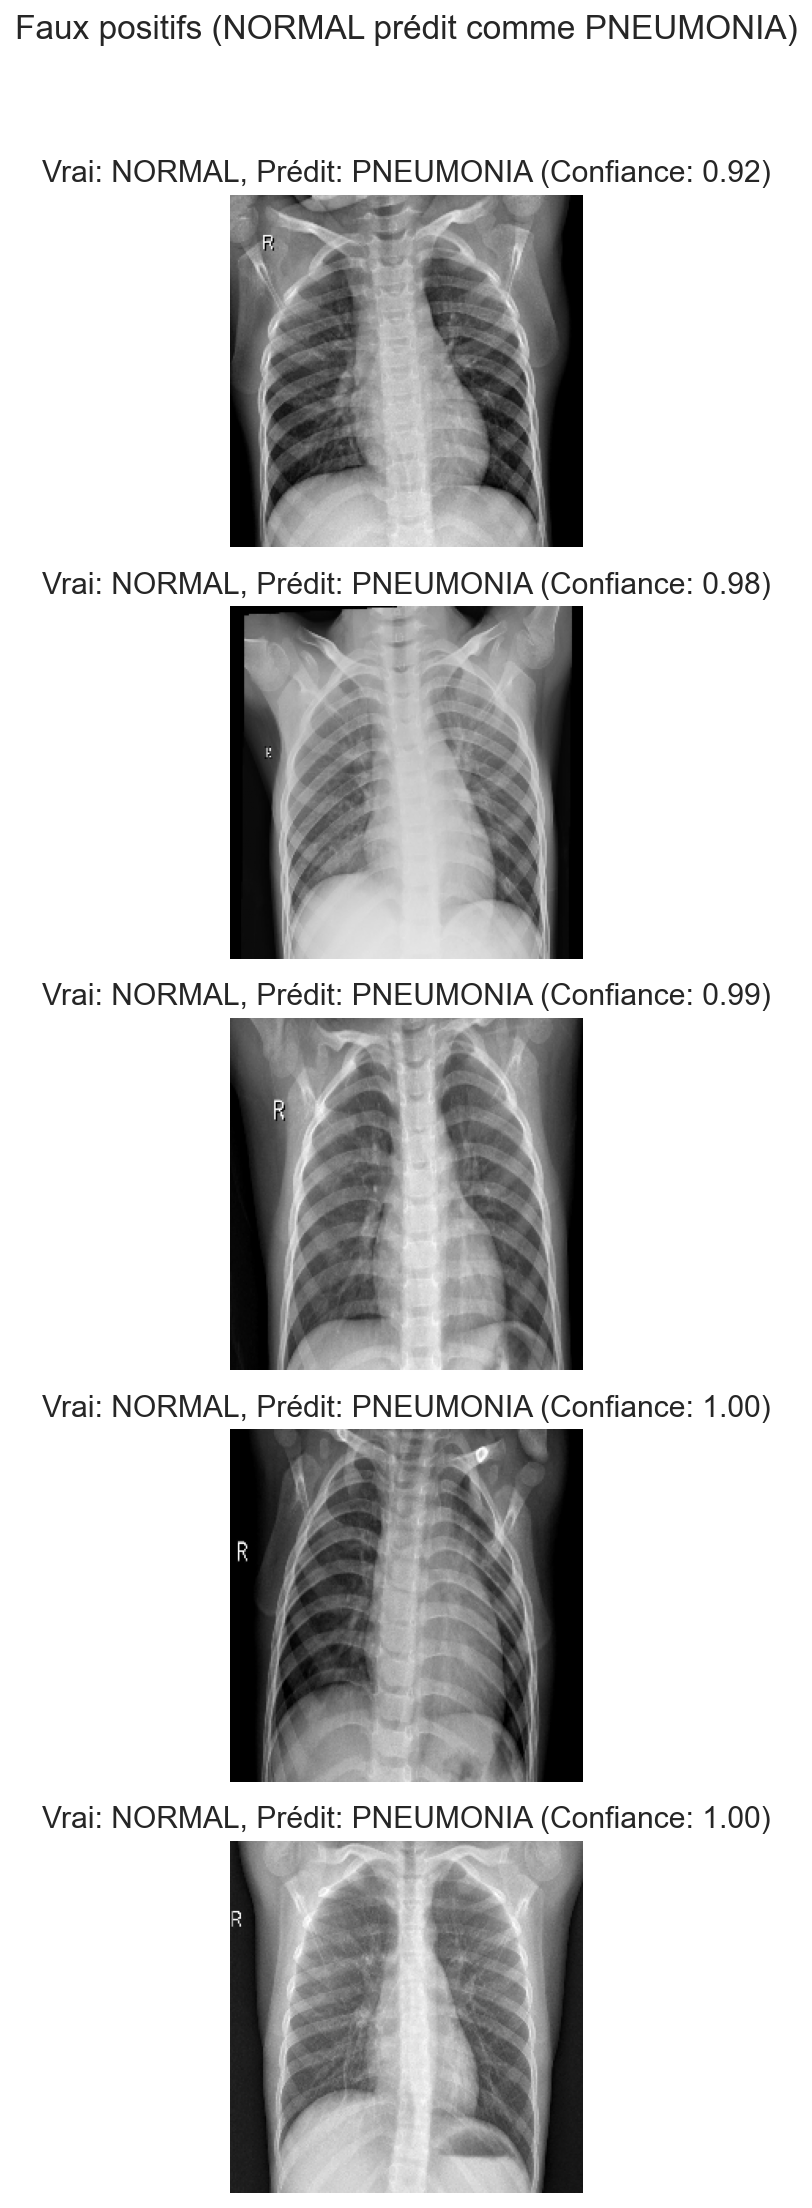 Faux positifs (NORMAL prédit comme PNEUMONIA)
Vrai: NORMAL, Prédit: PNEUMONIA (Confiance: 0.92)
R
Vrai: NORMAL, Prédit: PNEUMONIA (Confiance: 0.98)
Vrai: NORMAL, Prédit: PNEUMONIA (Confiance: 0.99)
R
Vrai: NORMAL, Prédit: PNEUMONIA (Confiance: 1.00)
R
Vrai: NORMAL, Prédit: PNEUMONIA (Confiance: 1.00)
R